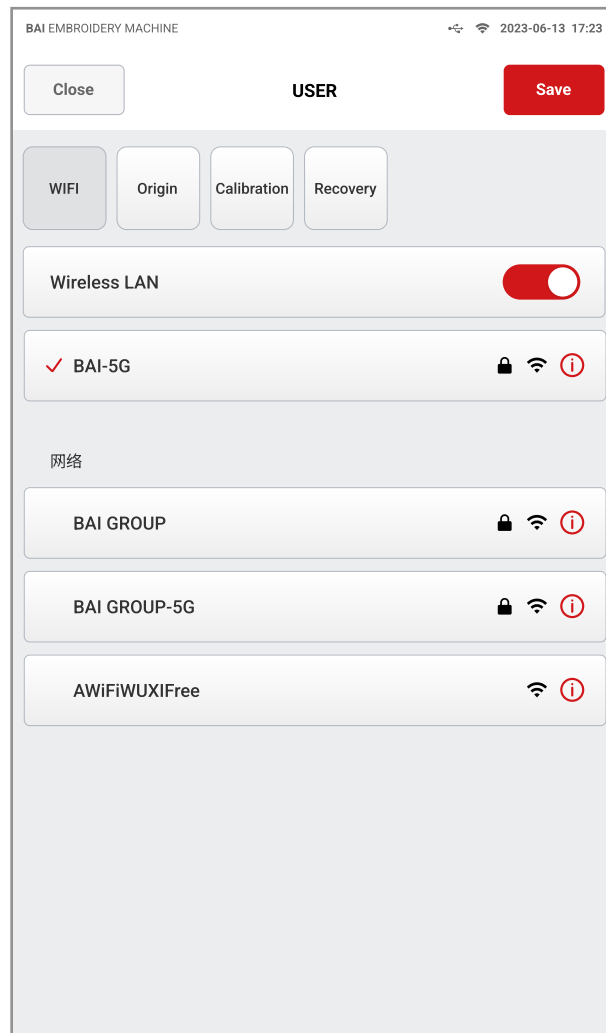 BAI EMBROIDERY MACHINE 2023-06-13 17:23
Close USER Save
WIFI Origin Calibration Recovery
Wireless LAN
BAI-5G
网络
BAI GROUP
BAI GROUP-5G
AWiFiWUXIFree